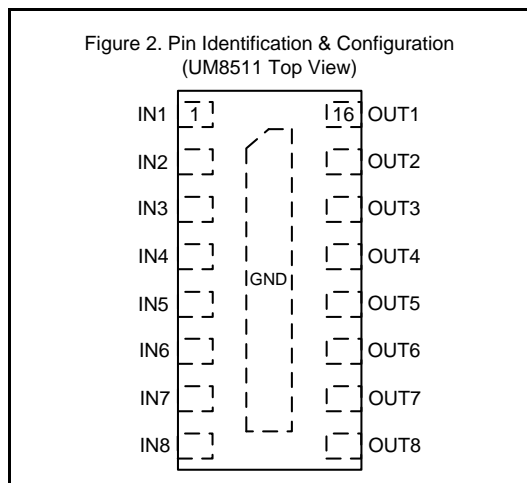 Figure 2. Pin Identification & Configuration
(UM8511 Top View)
IN1 1 16 OUT1
IN2 OUT2
IN3 OUT3
IN4 OUT4
GND
IN5 OUT5
IN6 OUT6
IN7 OUT7
IN8 OUT8